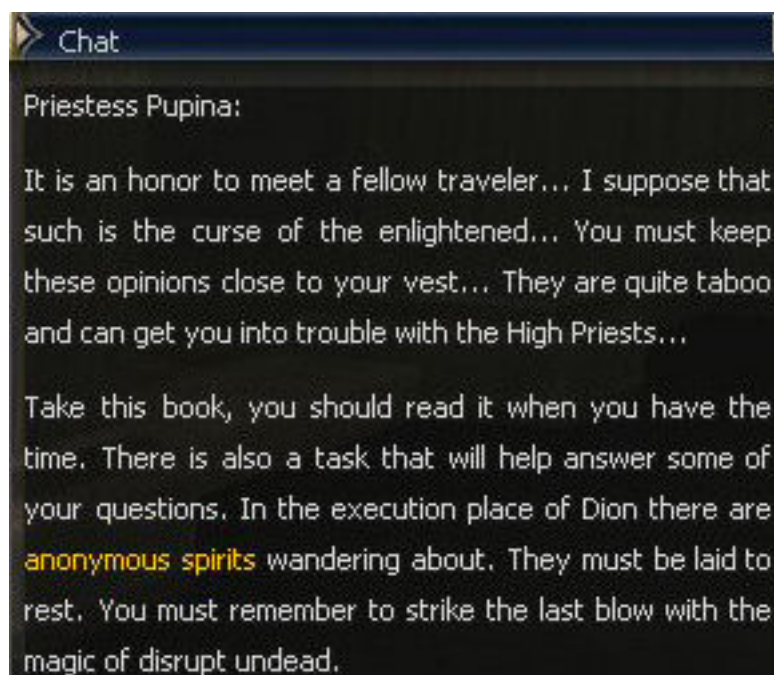 Chat
Priestess Pupina:
It is an honor to meet a fellow traveler... I suppose that
such is the curse of the enlightened... You must keep
these opinions close to your vest... They are quite taboo
and can get you into trouble with the High Priests...
Take this book, you should read it when you have the
time. There is also a task that will help answer some of
your questions. In the execution place of Dion there are
anonymous spirits wandering about. They must be laid to
rest. You must remember to strike the last blow with the
magic of disrupt undead.